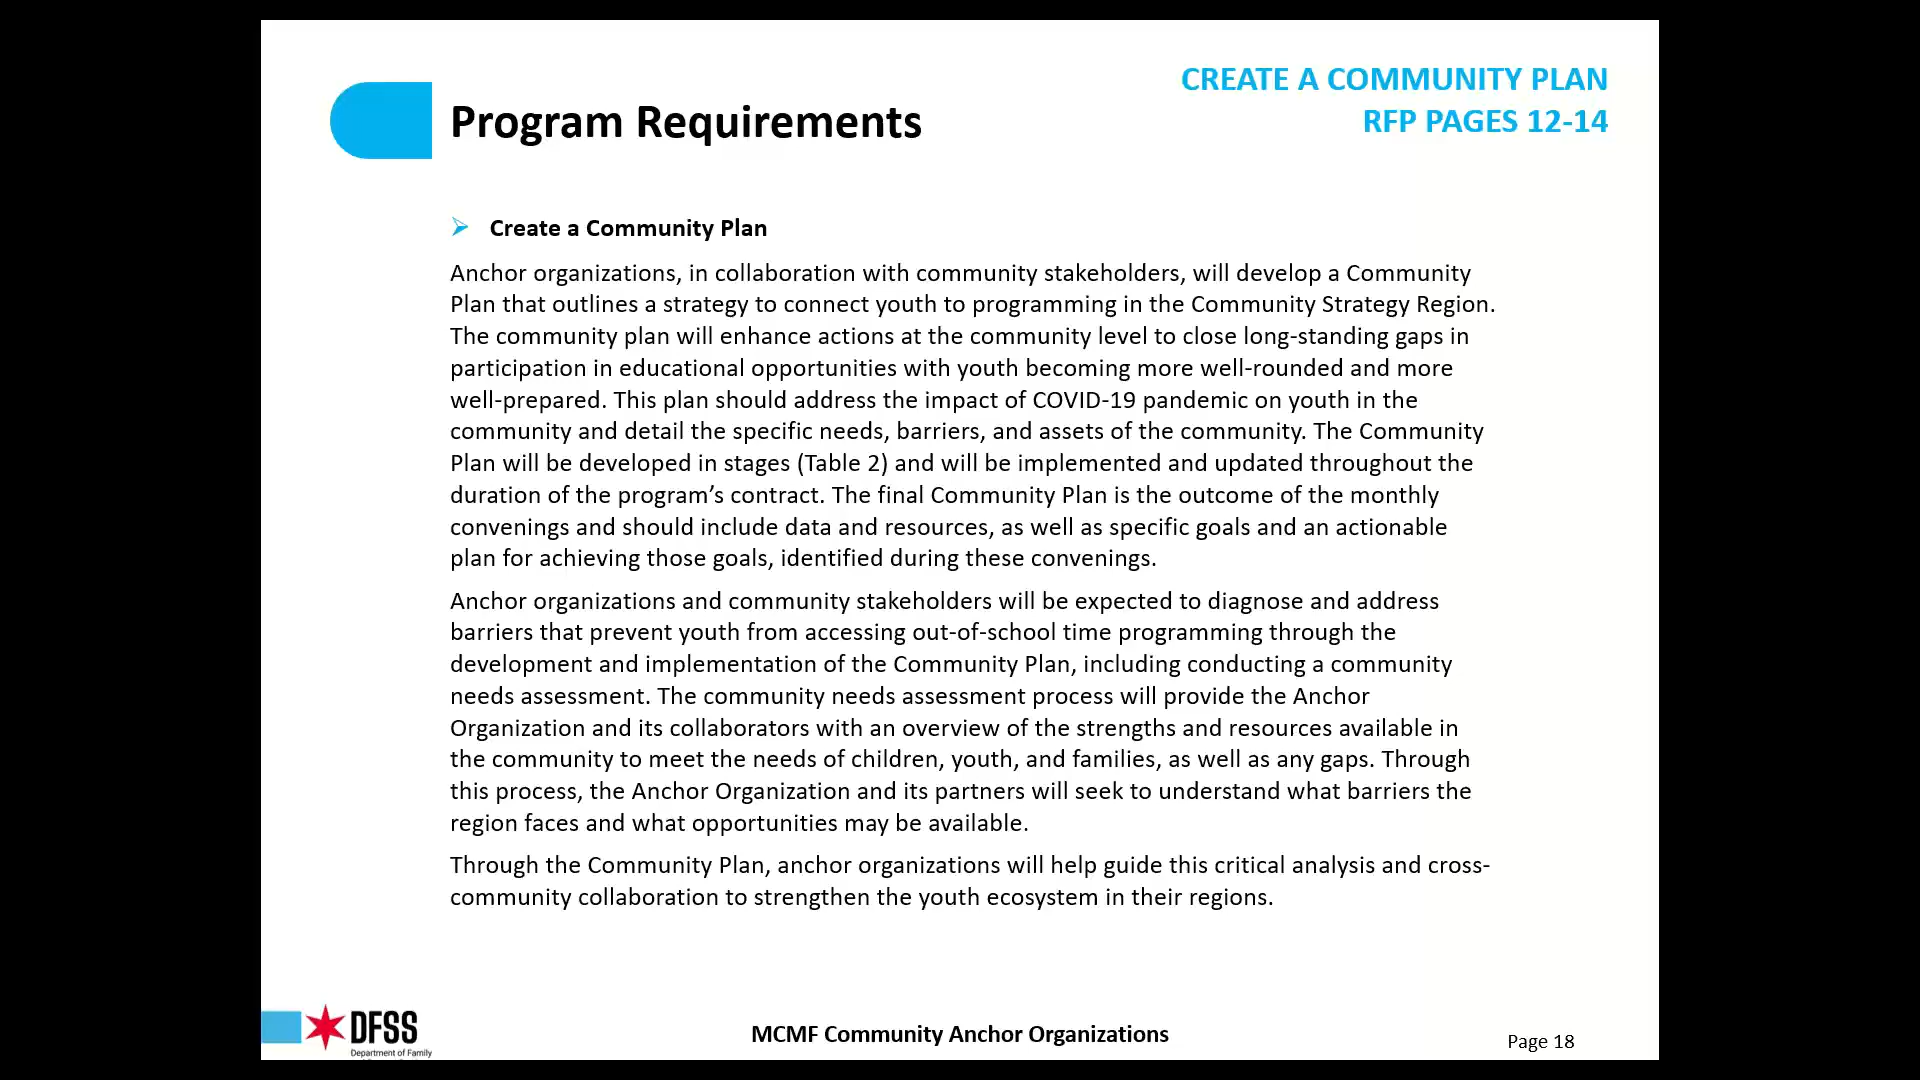 CREATE A COMMUNITY PLAN
RFP PAGES 12-14
Program Requirements
Create a Community Plan
Anchor organizations, in collaboration with community stakeholders, will develop a Community
Plan that outlines a strategy to connect youth to programming in the Community Strategy Region.
The community plan will enhance actions at the community level to close long-standing gaps in
participation in educational opportunities with youth becoming more well-rounded and more
well-prepared. This plan should address the impact of COVID-19 pandemic on youth in the
community and detail the specific needs, barriers, and assets of the community. The Community
Plan will be developed in stages (Table 2) and will be implemented and updated throughout the
duration of the program’s contract. The final Community Plan is the outcome of the monthly
convenings and should include data and resources, as well as specific goals and an actionable
plan for achieving those goals, identified during these convenings.
Anchor organizations and community stakeholders will be expected to diagnose and address
barriers that prevent youth from accessing out-of-school time programming through the
development and implementation of the Community Plan, including conducting a community
needs assessment. The community needs assessment process will provide the Anchor
Organization and its collaborators with an overview of the strengths and resources available in
the community to meet the needs of children, youth, and families, as well as any gaps. Through
this process, the Anchor Organization and its partners will seek to understand what barriers the
region faces and what opportunities may be available.
Through the Community Plan, anchor organizations will help guide this critical analysis and cross-
community collaboration to strengthen the youth ecosystem in their regions.
DFSS
Department of Family
MCMF Community Anchor Organizations
Page 18